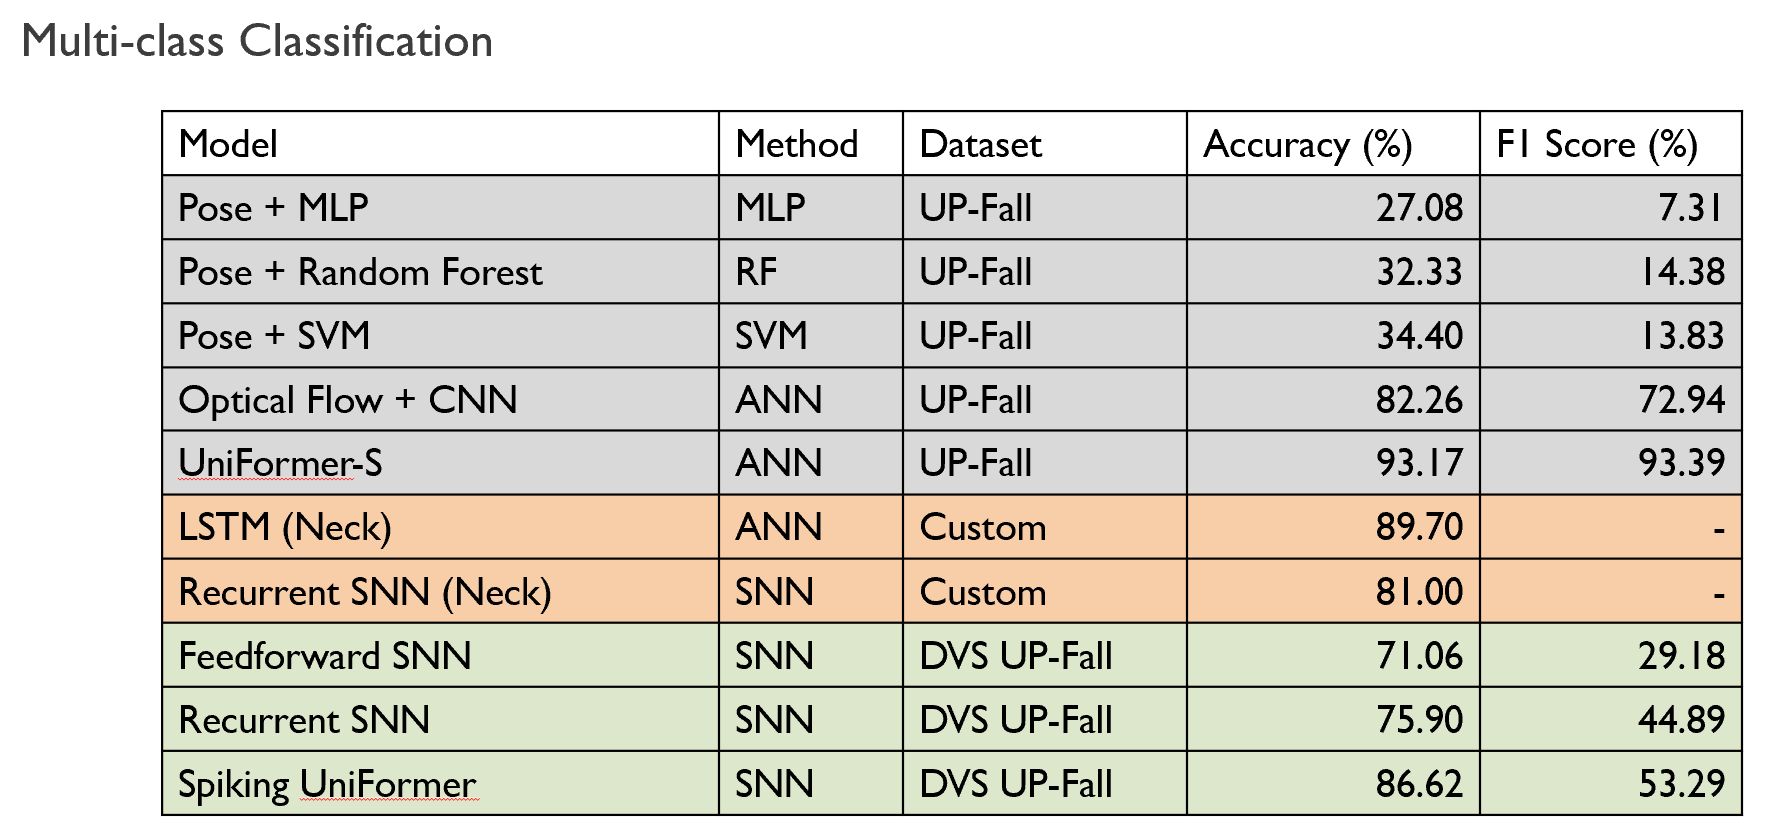 Multi-class Classification
Model Method Dataset Accuracy (%) F1 Score (%)
Pose + MLP MLP UP-Fall 27.08 7.31
Pose + Random Forest RF UP-Fall 32.33 14.38
Pose + SVM SVM UP-Fall 34.40 13.83
Optical Flow + CNN ANN UP-Fall 82.26 72.94
UniFormer-S ANN UP-Fall 93.17 93.39
LSTM (Neck) ANN Custom 89.70 -
Recurrent SNN (Neck) SNN Custom 81.00 -
Feedforward SNN SNN DVS UP-Fall 71.06 29.18
Recurrent SNN SNN DVS UP-Fall 75.90 44.89
Spiking UniFormer SNN DVS UP-Fall 86.62 53.29